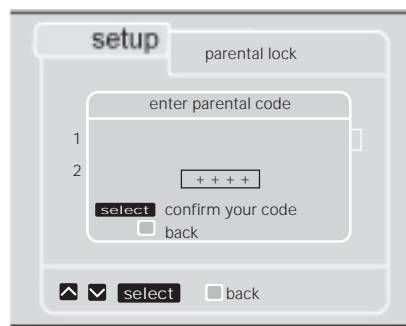 setup
parental lock
enter parental code
1
2
+ + + +
select confirm your code
back
select back